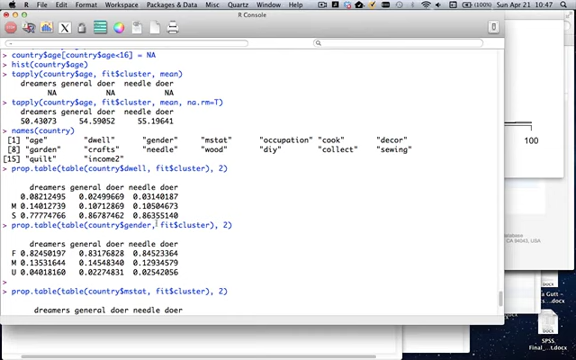 R File Edit Format Workspace Packages & Data Misc Quartz Window Help (100%) Sun Apr 21 10:47
R Console
> country$age[country$age<16] = NA
> hist(country$age)
> tapply(country$age, fit$cluster, mean)
dreamers general doer needle doer
NA NA NA
> tapply(country$age, fit$cluster, mean, na.rm=T)
dreamers general doer needle doer
50.43073 54.59052 55.19641
> names(country)
[1] "age" "dwell" "gender" "mstat" "occupation" "cook" "decor"
[8] "garden" "crafts" "needle" "wood" "diy" "collect" "sewing"
[15] "quilt" "income2"
> prop.table(table(country$dwell, fit$cluster), 2)
dreamers general doer needle doer
0.08212495 0.02499669 0.03140187
M 0.14012739 0.10712869 0.10504673
S 0.77774766 0.86787462 0.86355140
> prop.table(table(country$gender, fit$cluster), 2)
dreamers general doer needle doer
F 0.82450197 0.83176828 0.84523364
M 0.13531644 0.14548340 0.12934579
U 0.04018160 0.02274831 0.02542056
>
> prop.table(table(country$mstat, fit$cluster), 2)
dreamers general doer needle doer
100
DOCX
DOCX
SPSS
Final_...t.docx